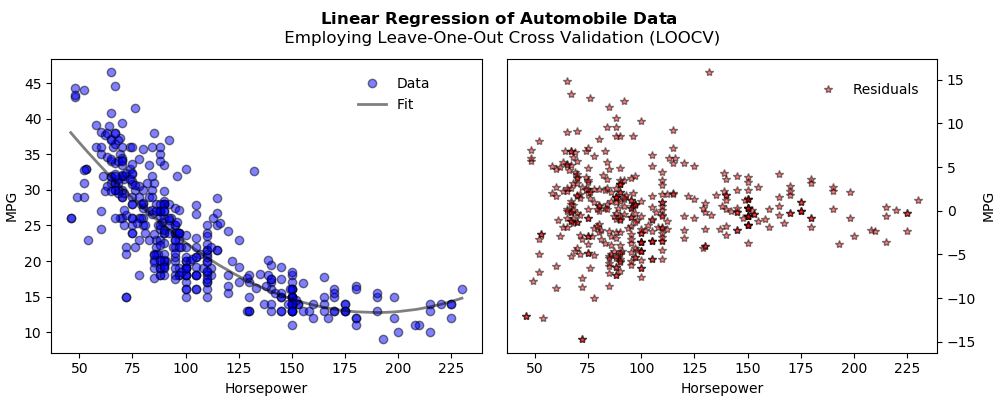 Linear Regression of Automobile Data
Employing Leave-One-Out Cross Validation (LOOCV)
Data
Fit
45
40
35
30
25
20
15
10
MPG
50 75 100 125 150 175 200 225
Horsepower
Residuals
15
10
5
0
−5
−10
−15
MPG
50 75 100 125 150 175 200 225
Horsepower